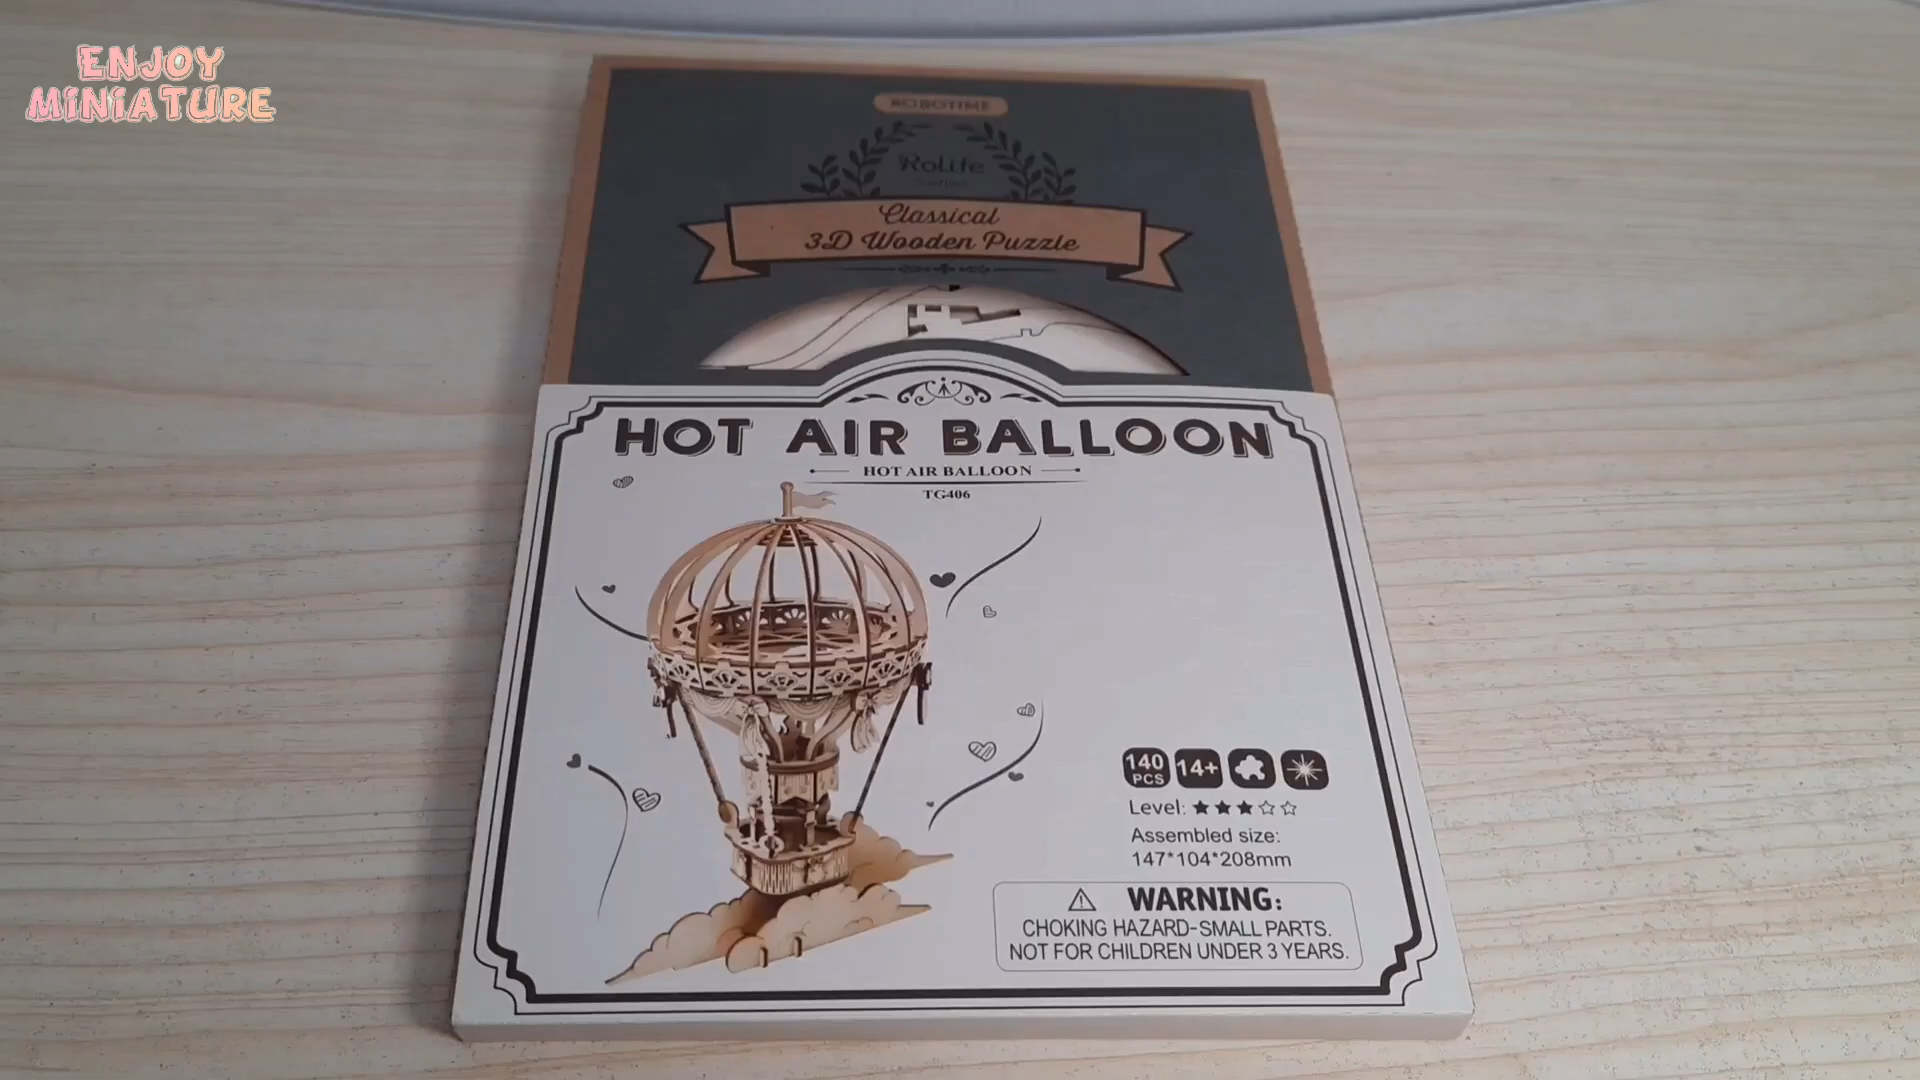 ENJOY
MINIATURE
ROBOTIME
Rolife
Classical
3D Wooden Puzzle
HOT AIR BALLOON
HOT AIR BALLOON
TG406
140
PCS
14+
Level:
Assembled size:
147*104*208mm
WARNING:
CHOKING HAZARD-SMALL PARTS.
NOT FOR CHILDREN UNDER 3 YEARS.